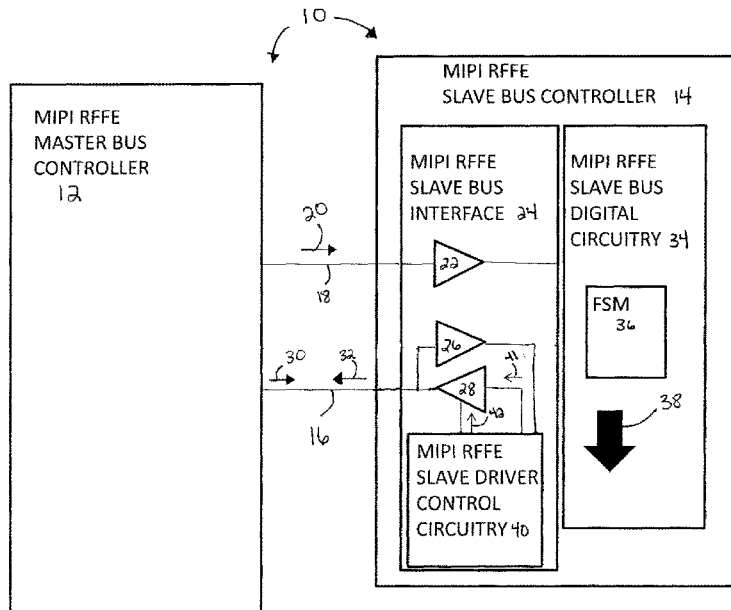 10
MIPI RFFE
MASTER BUS
CONTROLLER
12
MIPI RFFE
SLAVE BUS CONTROLLER 14
MIPI RFFE
SLAVE BUS
INTERFACE 24
MIPI RFFE
SLAVE BUS
DIGITAL
CIRCUITRY 34
20
18
22
FSM
36
26
30
32
41
28
16
42
38
MIPI RFFE
SLAVE DRIVER
CONTROL
CIRCUITRY 40